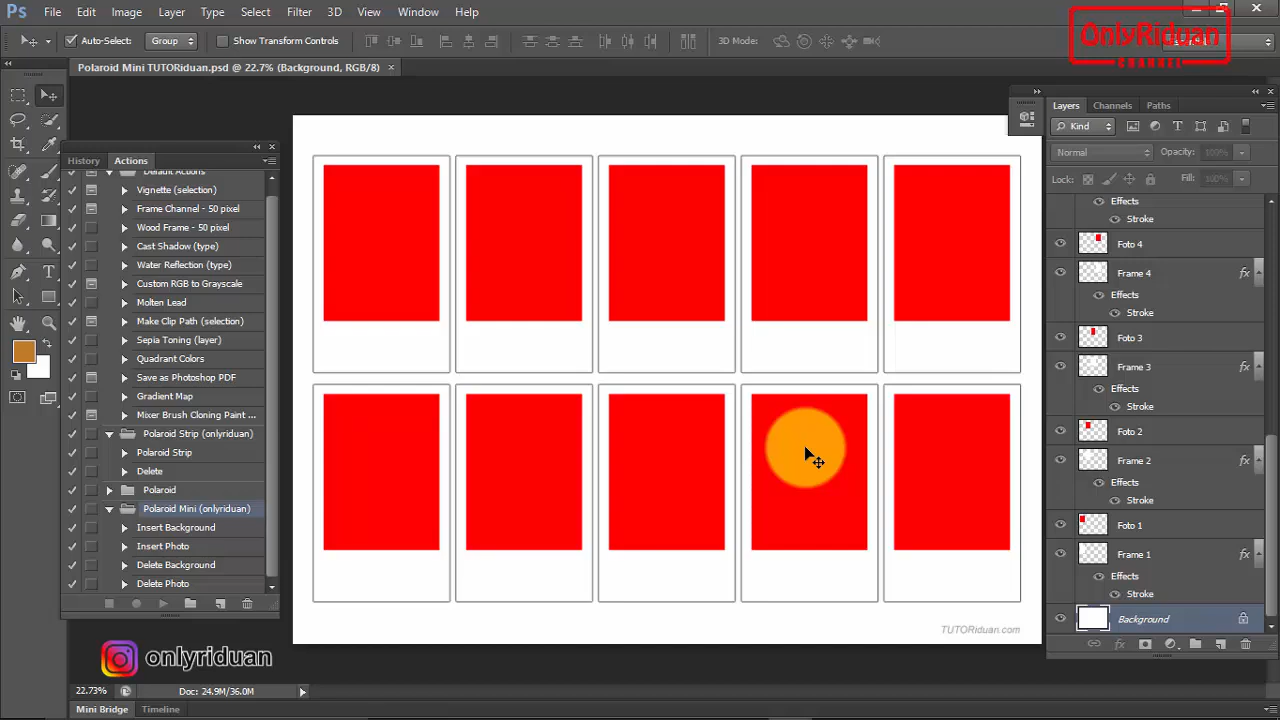 Ps File Edit Image Layer Type Select Filter 3D View Window Help
Auto-Select: Group Show Transform Controls 3D Mode:
OnlyRiduan
CHANNEL
Polaroid Mini TUTORiduan.psd @ 22.7% (Background, RGB/8) ×
History Actions
Default Actions
Vignette (selection)
Frame Channel - 50 pixel
Wood Frame - 50 pixel
Cast Shadow (type)
Water Reflection (type)
Custom RGB to Grayscale
Molten Lead
Make Clip Path (selection)
Sepia Toning (layer)
Quadrant Colors
Save as Photoshop PDF
Gradient Map
Mixer Brush Cloning Paint ...
Polaroid Strip (onlyriduan)
Polaroid Strip
Delete
Polaroid
Polaroid Mini (onlyriduan)
Insert Background
Insert Photo
Delete Background
Delete Photo
TUTORiduan.com
onlyriduan
Layers Channels Paths
Kind
Normal Opacity: 100%
Lock: Fill: 100%
Effects
Stroke
Foto 4
Frame 4 fx
Effects
Stroke
Foto 3
Frame 3 fx
Effects
Stroke
Foto 2
Frame 2 fx
Effects
Stroke
Foto 1
Frame 1 fx
Effects
Stroke
Background
22.73% Doc: 24.9M/36.0M
Mini Bridge Timeline